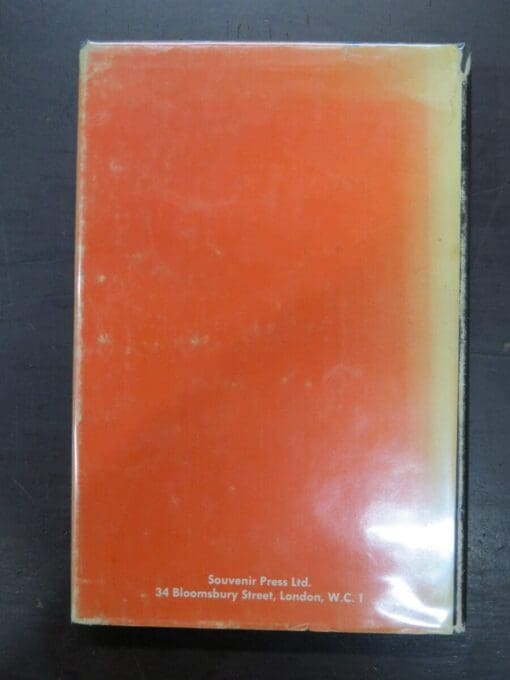 Souvenir Press Ltd.
34 Bloomsbury Street, London, W.C. 1